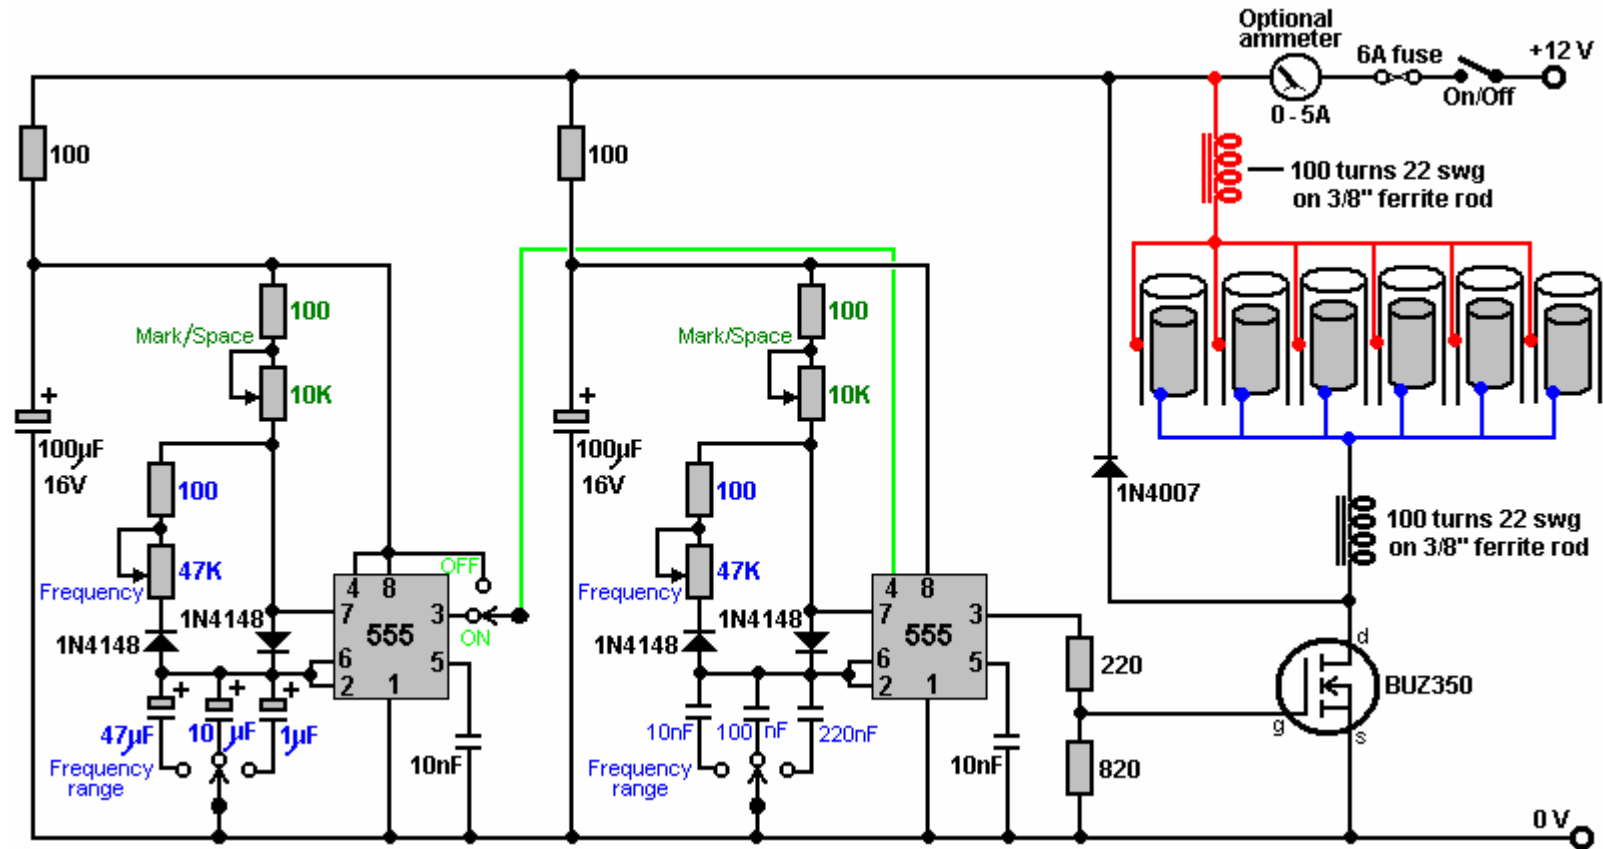 Optional
ammeter
6A fuse
+12 V
On/Off
0 - 5A
100
100
100 turns 22 swg
on 3/8" ferrite rod
100
Mark/Space
10K
100
Mark/Space
10K
+
100µF
16V
+
100µF
16V
100
47K
Frequency
100
47K
Frequency
1N4007
100 turns 22 swg
on 3/8" ferrite rod
OFF
ON
4 8
7
3
555
6
5
2
1
4 8
7
3
555
6
5
2
1
1N4148
1N4148
1N4148
1N4148
220
d
BUZ350
g
s
+
+
+
47µF
10 µF
1µF
Frequency
range
10nF
10nF
100 nF
220nF
Frequency
range
10nF
820
0 V